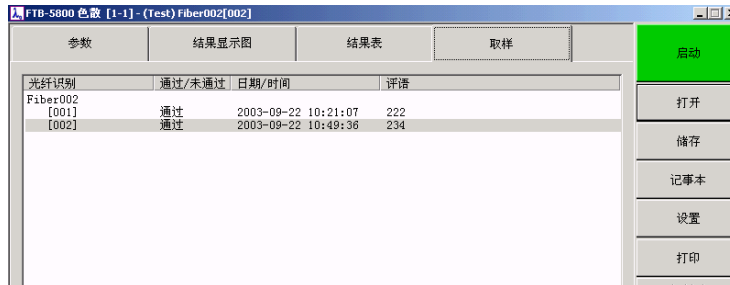 FTB-5800 色散 [1-1] - (Test) Fiber002[002]
参数 结果显示图 结果表 取样
启动
光纤识别 通过/未通过 日期/时间 评语
Fiber002
[001] 通过 2003-09-22 10:21:07 222
[002] 通过 2003-09-22 10:49:36 234
打开
储存
记事本
设置
打印